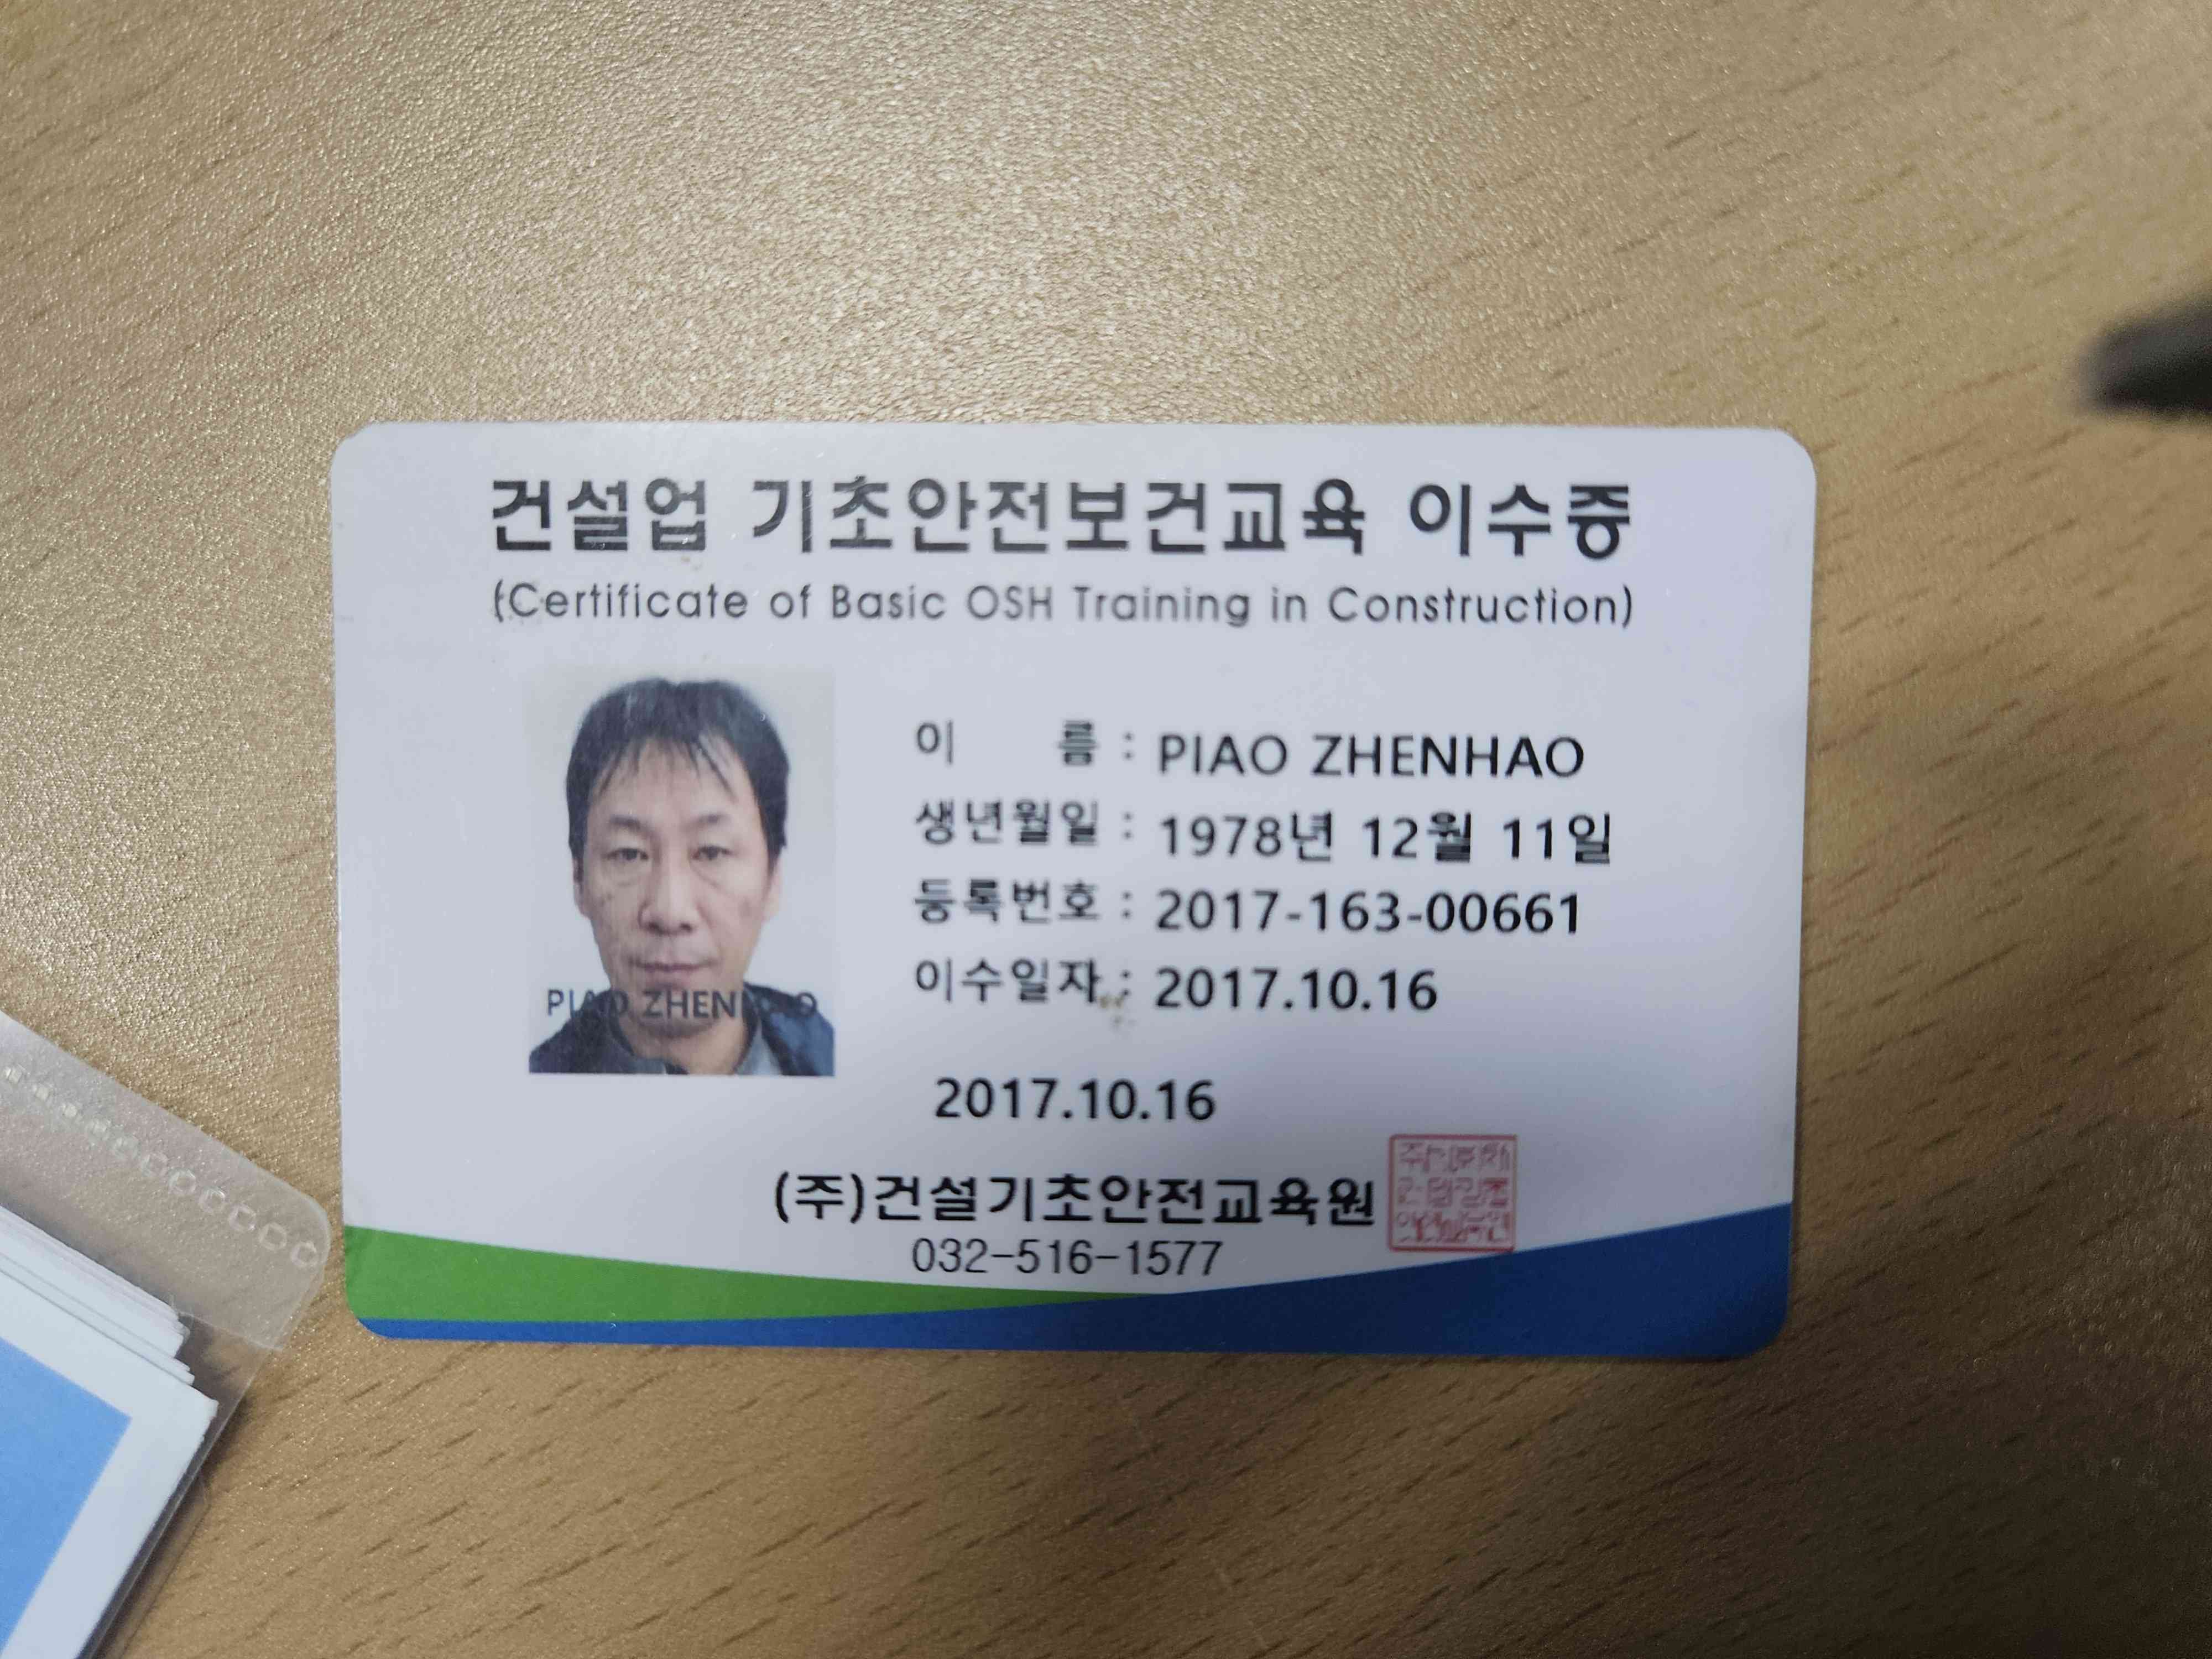 건설업 기초안전보건교육 이수증
(Certificate of Basic OSH Training in Construction)
이 름 : PIAO ZHENHAO
생년월일 : 1978년 12월 11일
등록번호 : 2017-163-00661
이수일자 : 2017.10.16
PIAO ZHENHAO
2017.10.16
(주)건설기초안전교육원
032-516-1577